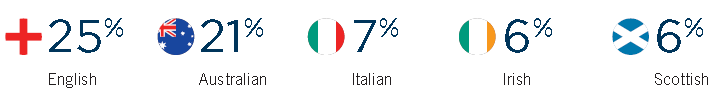 25% 21% 7% 6% 6%
English Australian Italian Irish Scottish